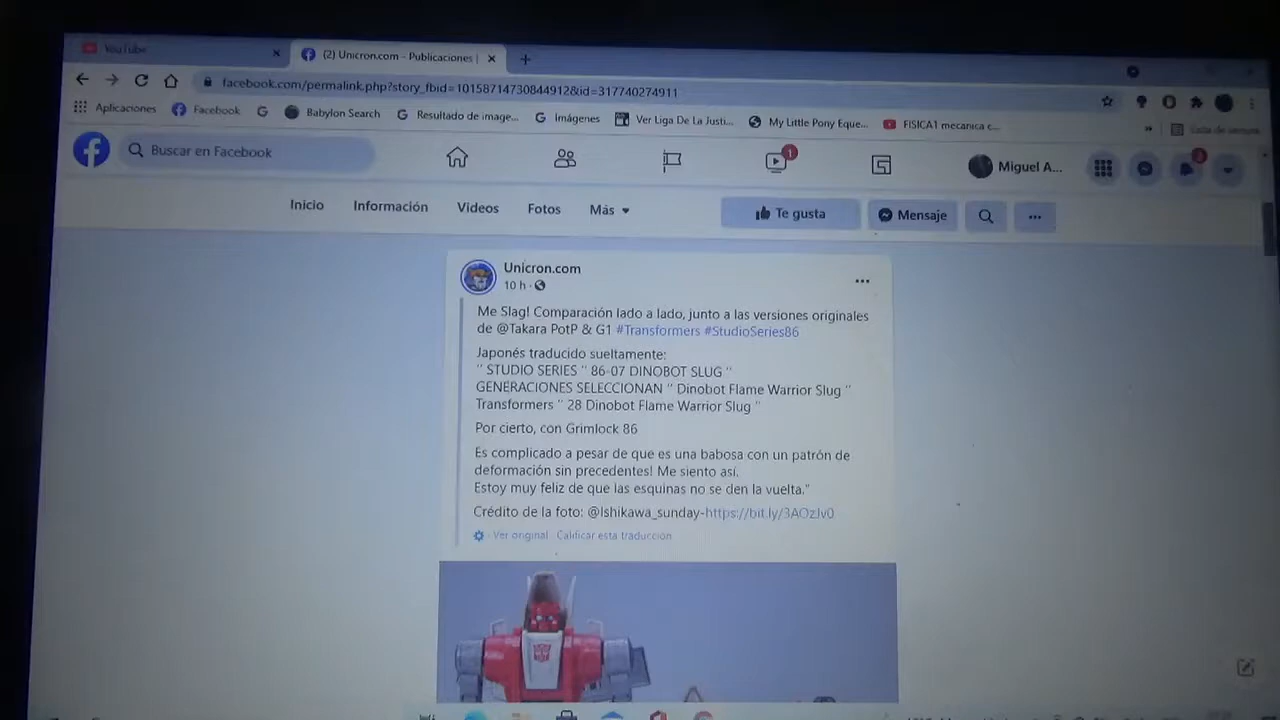 YouTube
(2) Unicron.com - Publicaciones |
facebook.com/permalink.php?story_fbid=10158714730844912&id=317740274911
Aplicaciones Facebook Babylon Search Resultado de image... Imágenes Ver Liga De La Justi... My Little Pony Eque... FISICA1 mecanica c... » Lista de lectura
Buscar en Facebook 1 Miguel A...
Inicio Información Videos Fotos Más Te gusta Mensaje ...
Unicron.com
10 h ·
Me Slag! Comparación lado a lado, junto a las versiones originales
de @Takara PotP & G1 #Transformers #StudioSeries86
Japonés traducido sueltamente:
" STUDIO SERIES " 86-07 DINOBOT SLUG "
GENERACIONES SELECCIONAN " Dinobot Flame Warrior Slug "
Transformers " 28 Dinobot Flame Warrior Slug "
Por cierto, con Grimlock 86
Es complicado a pesar de que es una babosa con un patrón de
deformación sin precedentes! Me siento así.
Estoy muy feliz de que las esquinas no se den la vuelta."
Crédito de la foto: @Ishikawa_sunday-https://bit.ly/3AOzJv0
· Ver original · Calificar esta traducción